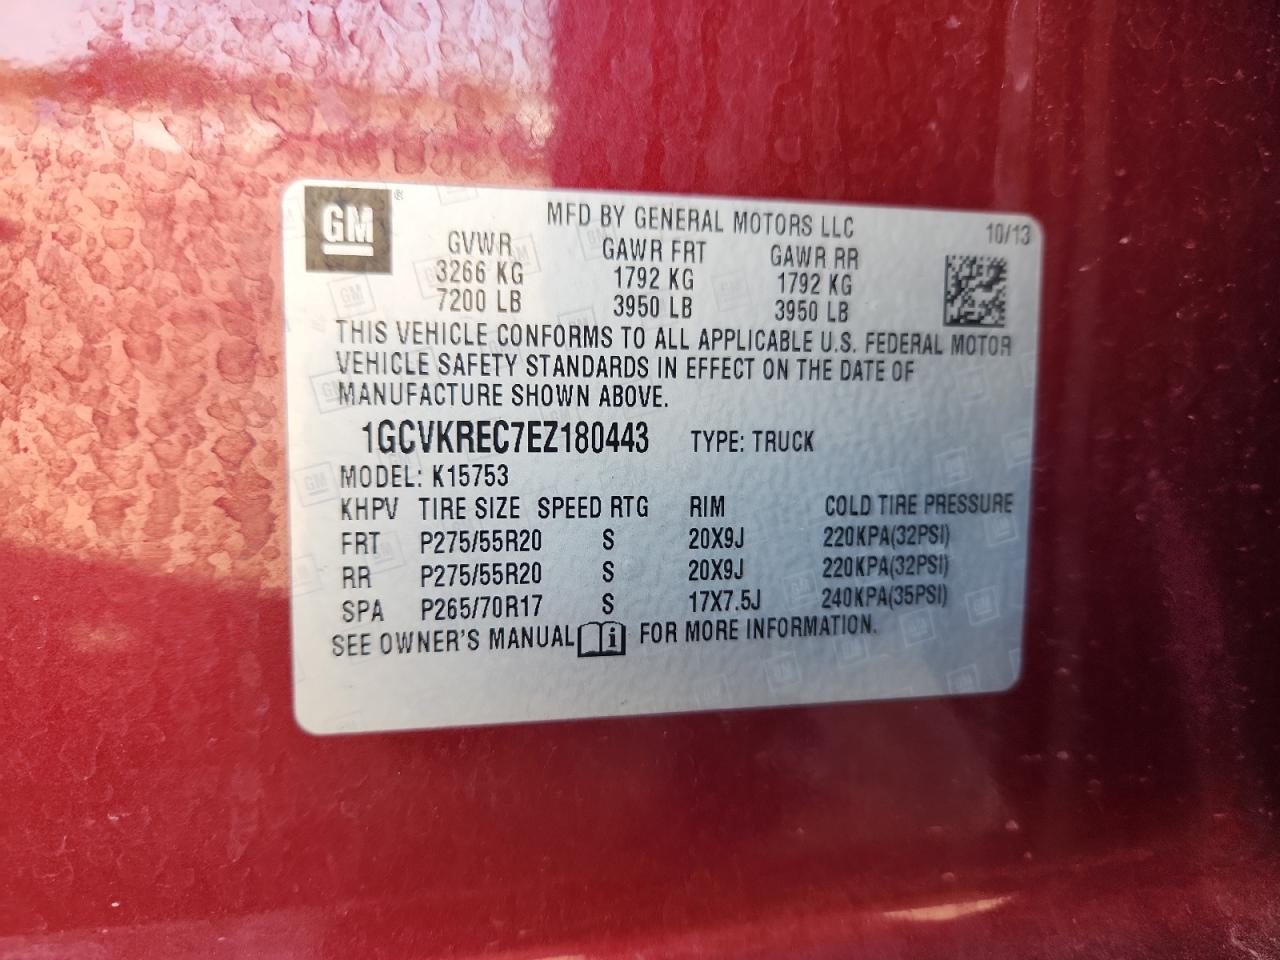 GM®
MFD BY GENERAL MOTORS LLC 10/13
GVWR GAWR FRT GAWR RR
3266 KG 1792 KG 1792 KG
7200 LB 3950 LB 3950 LB
THIS VEHICLE CONFORMS TO ALL APPLICABLE U.S. FEDERAL MOTOR
VEHICLE SAFETY STANDARDS IN EFFECT ON THE DATE OF
MANUFACTURE SHOWN ABOVE.
1GCVKREC7EZ180443 TYPE: TRUCK
MODEL: K15753
KHPV TIRE SIZE SPEED RTG RIM COLD TIRE PRESSURE
FRT P275/55R20 S 20X9J 220KPA(32PSI)
RR P275/55R20 S 20X9J 220KPA(32PSI)
SPA P265/70R17 S 17X7.5J 240KPA(35PSI)
SEE OWNER'S MANUAL i FOR MORE INFORMATION.